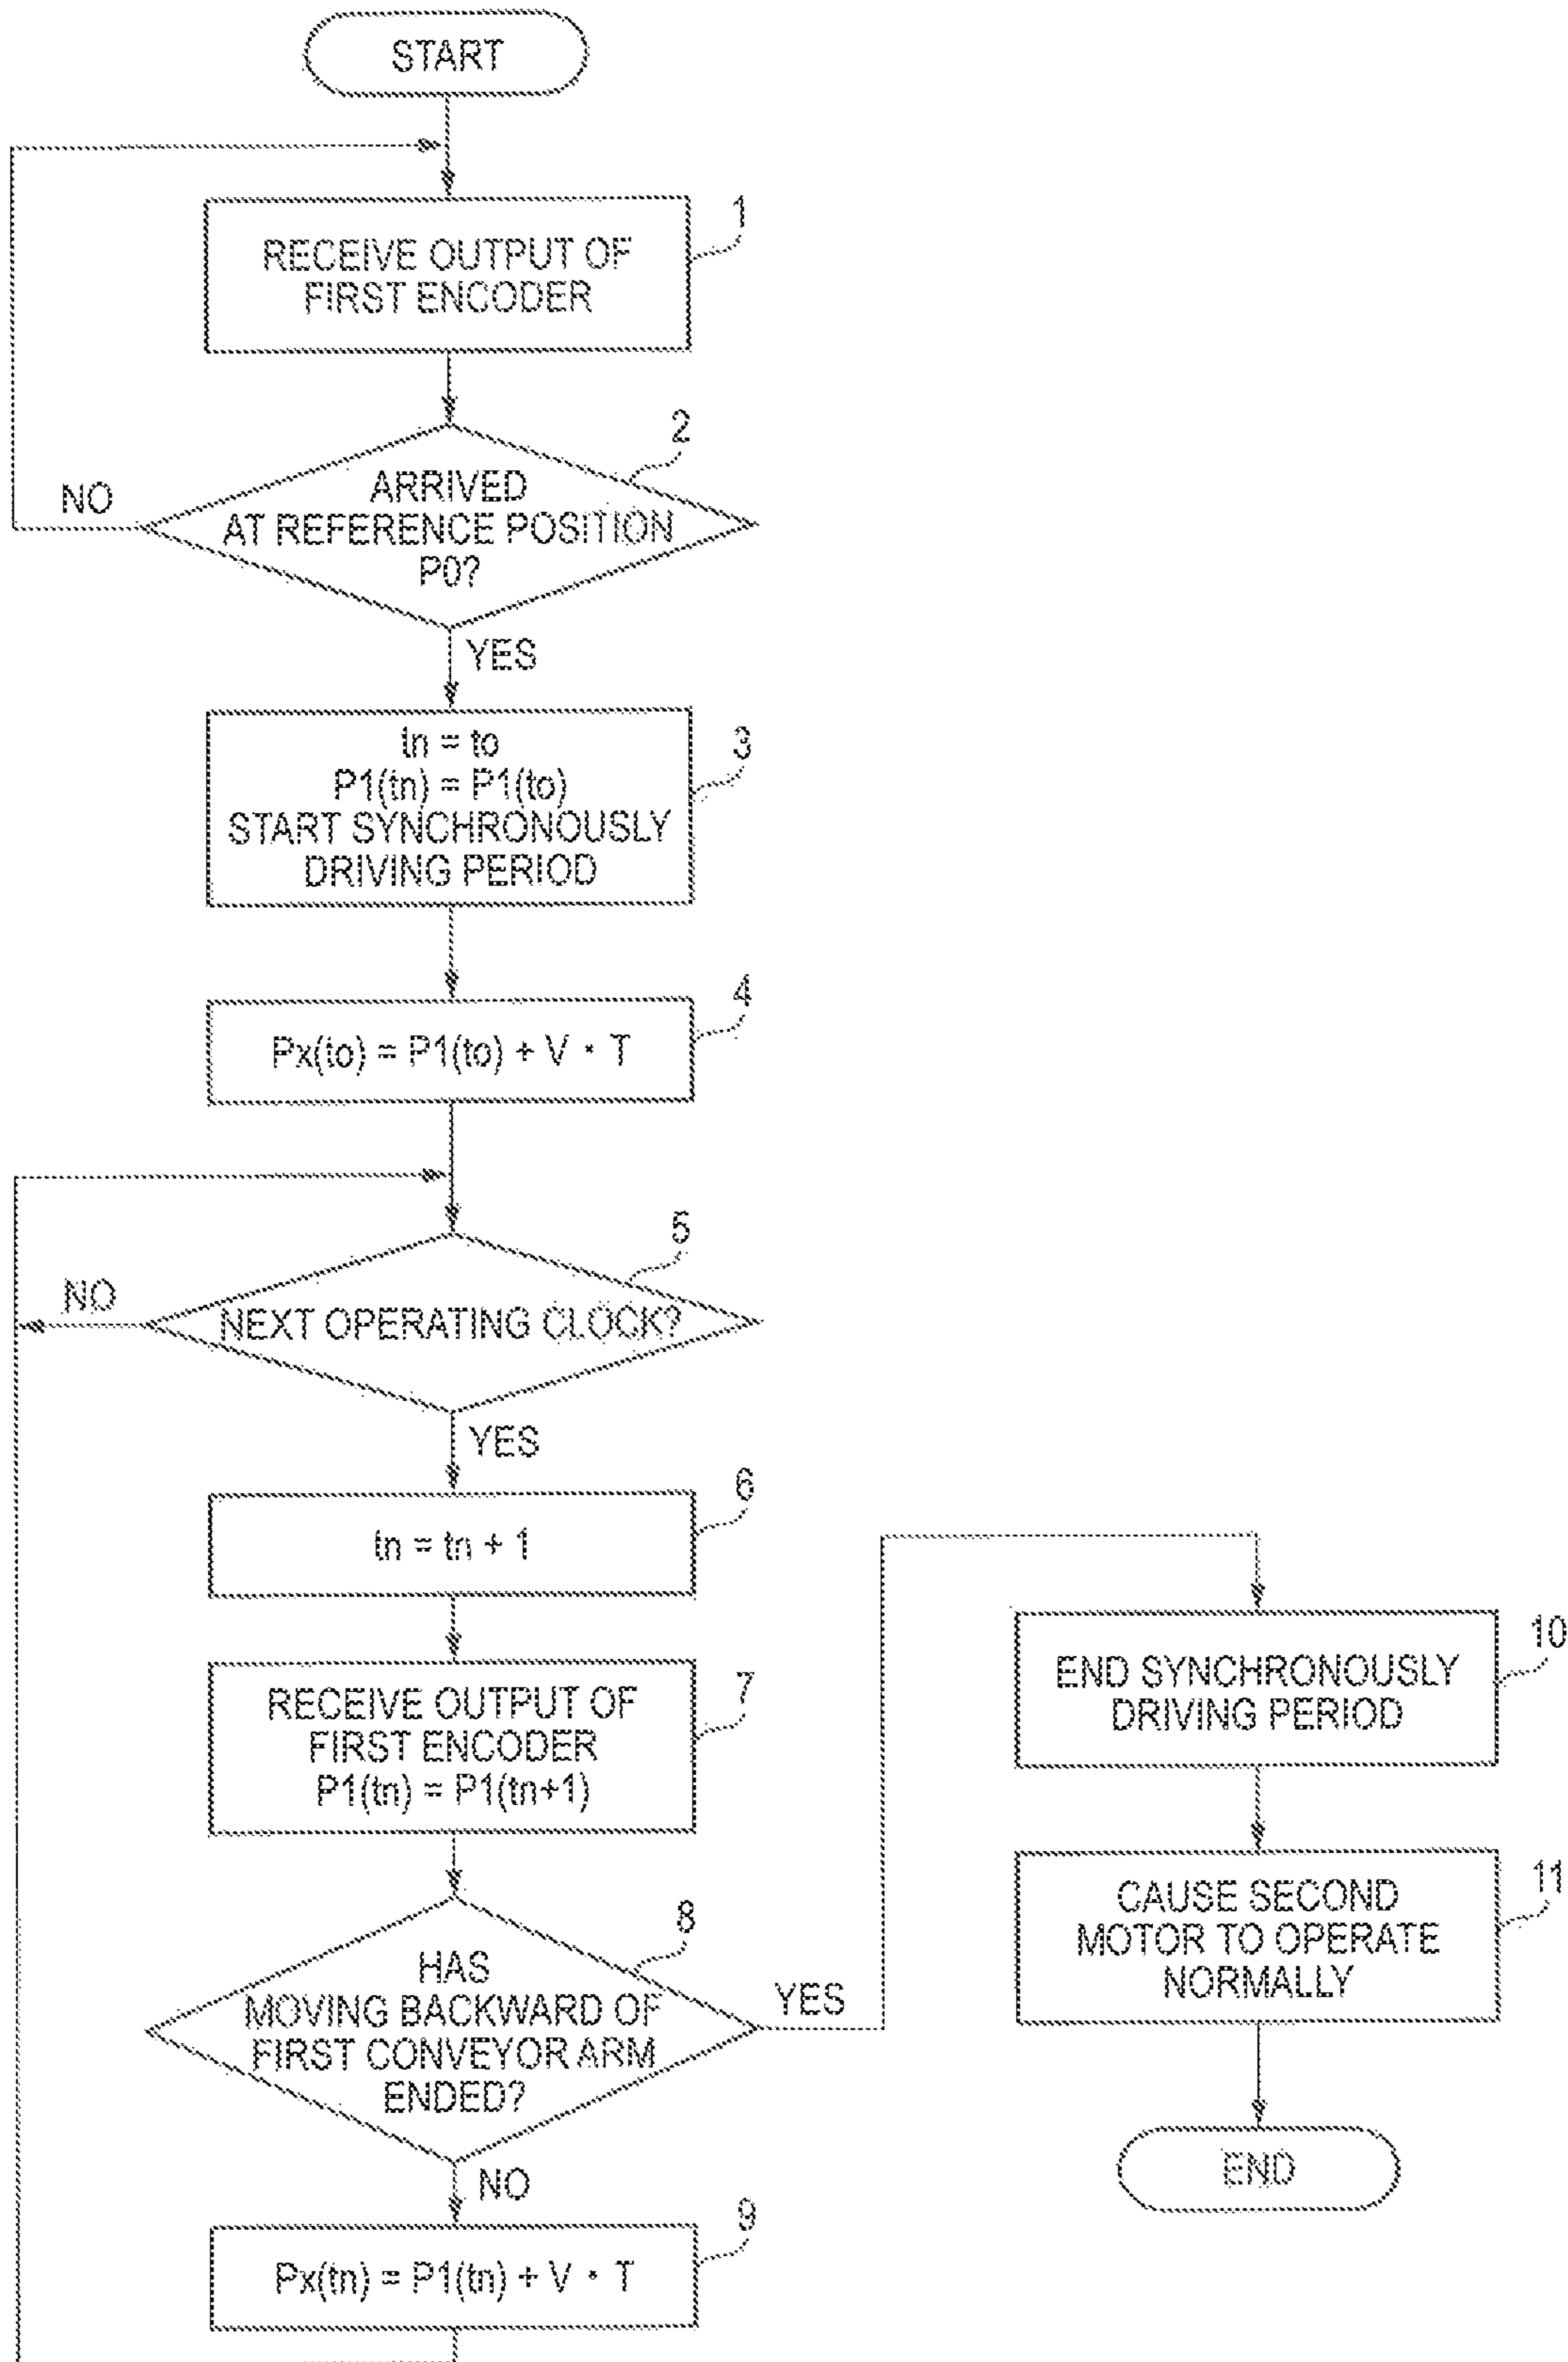 START
1
RECEIVE OUTPUT OF
FIRST ENCODER
2
ARRIVED
AT REFERENCE POSITION
P0?
NO
YES
3
tn = to
P1(tn) = P1(to)
START SYNCHRONOUSLY
DRIVING PERIOD
4
Px(to) = P1(to) + V · T
5
NEXT OPERATING CLOCK?
NO
YES
6
tn = tn + 1
7
RECEIVE OUTPUT OF
FIRST ENCODER
P1(tn) = P1(tn+1)
8
HAS
MOVING BACKWARD OF
FIRST CONVEYOR ARM
ENDED?
YES
NO
9
Px(tn) = P1(tn) + V · T
10
END SYNCHRONOUSLY
DRIVING PERIOD
11
CAUSE SECOND
MOTOR TO OPERATE
NORMALLY
END